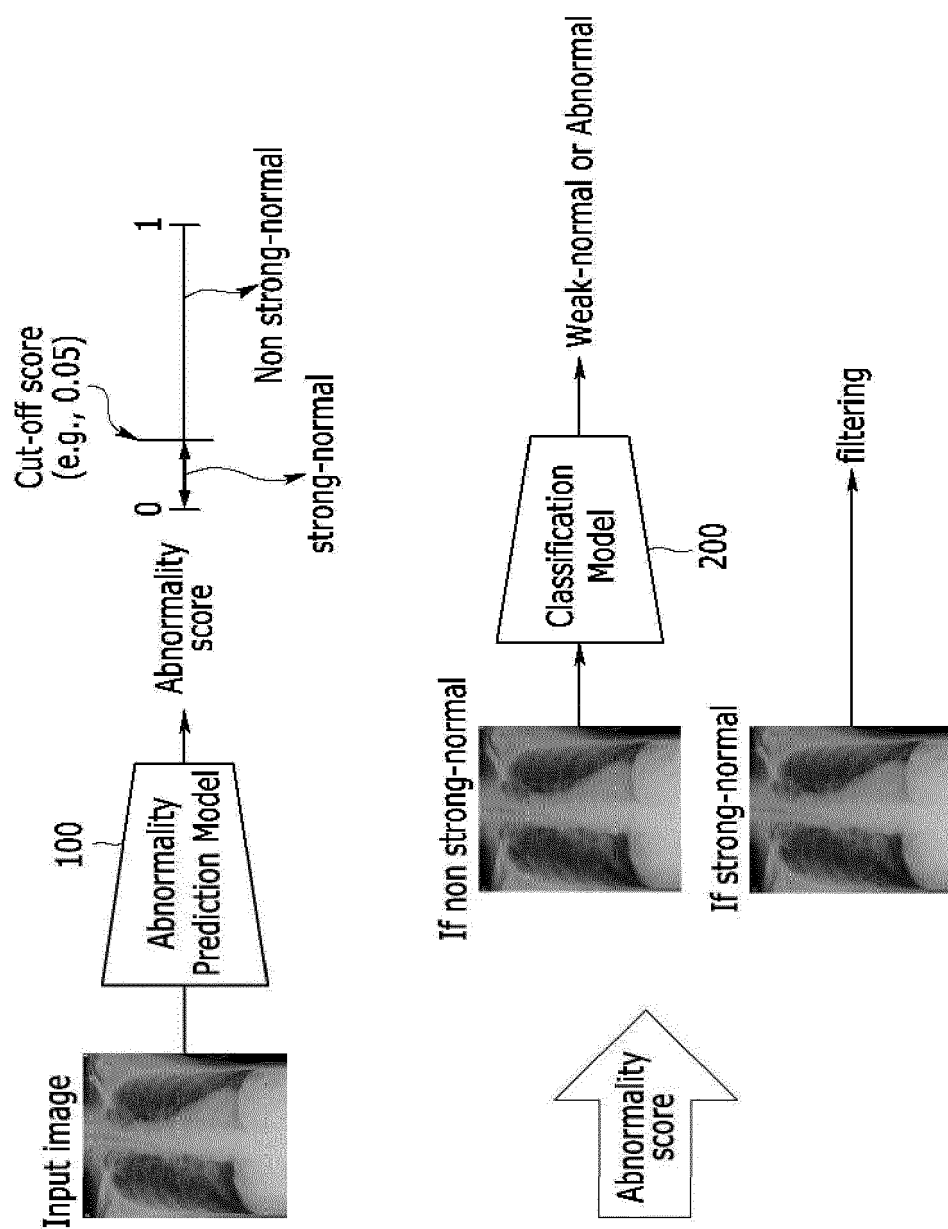 Input image
100
Abnormality
Prediction Model
Abnormality
score
Cut-off score
(e.g., 0.05)
0
1
strong-normal
Non strong-normal
Abnormality
score
If non strong-normal
Classification
Model
200
Weak-normal or Abnormal
If strong-normal
filtering